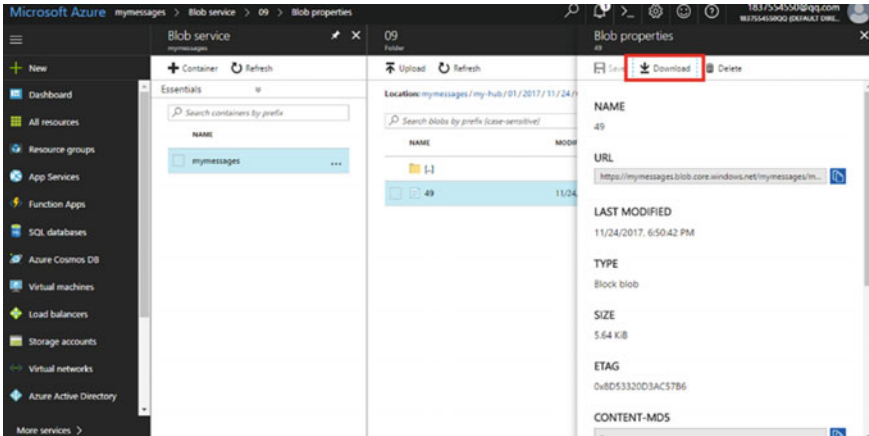 Microsoft Azure mymessages > Blob service > 09 > Blob properties
1837554550@qq.com
1837554550QQ (DEFAULT DIRE...
New
Dashboard
All resources
Resource groups
App Services
Function Apps
SQL databases
Azure Cosmos DB
Virtual machines
Load balancers
Storage accounts
Virtual networks
Azure Active Directory
More services >
Blob service
mymessages
Container Refresh
Essentials
Search containers by prefix
NAME
mymessages ...
09
Folder
Upload Refresh
Location: mymessages / my-hub / 01 / 2017 / 11 / 24 /
Search blobs by prefix (case-sensitive)
NAME
[..]
49 11/24,
Blob properties
49
Save Download Delete
NAME
49
URL
https://mymessages.blob.core.windows.net/mymessages/m...
LAST MODIFIED
11/24/2017, 6:50:42 PM
TYPE
Block blob
SIZE
5.64 KiB
ETAG
0x8D53320D3AC57B6
CONTENT-MD5